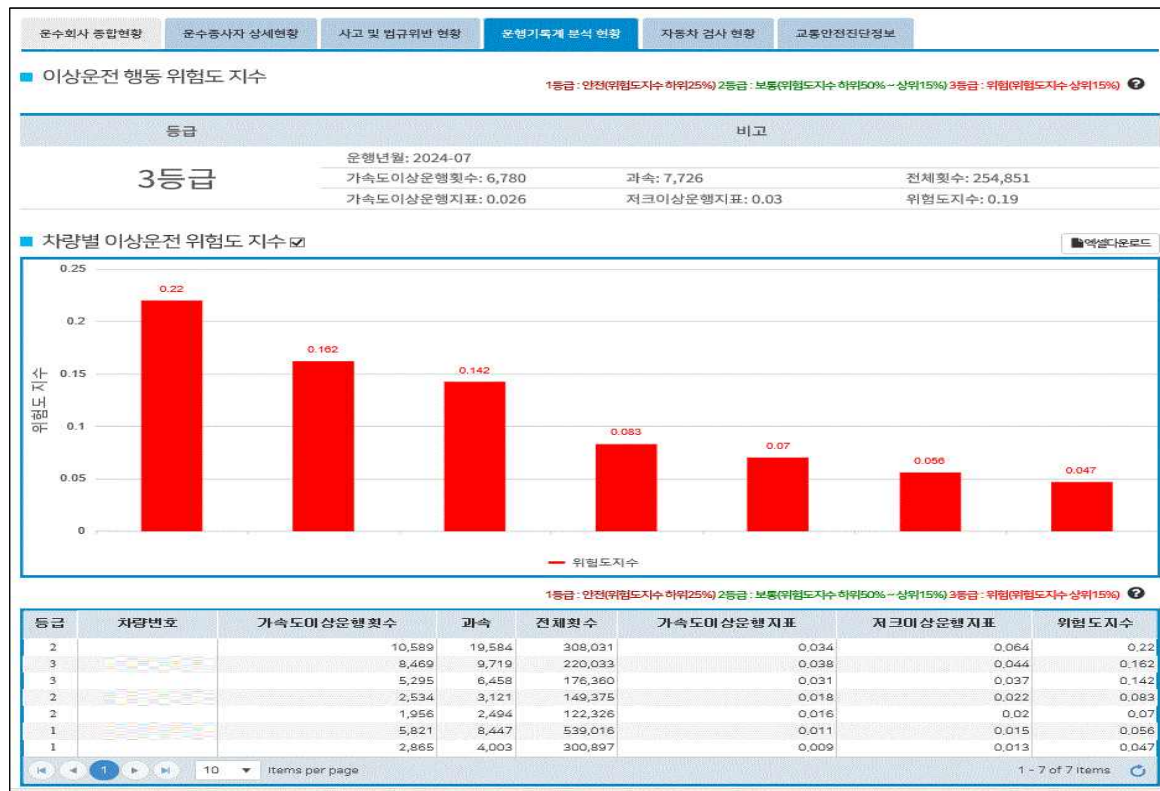 운수회사 종합현황 운수종사자 상세현황 사고 및 법규위반 현황 운행기록계 분석 현황 자동차 검사 현황 교통안전진단정보
이상운전 행동 위험도 지수
1등급 : 안전(위험도지수 하위25%) 2등급 : 보통(위험도지수 하위50% ~ 상위15%) 3등급 : 위험(위험도지수 상위15%) ?
등급 비고
3등급
운행년월: 2024-07
가속도이상운행횟수: 6,780 과속: 7,726 전체횟수: 254,851
가속도이상운행지표: 0.026 저크이상운행지표: 0.03 위험도지수: 0.19
차량별 이상운전 위험도 지수
엑셀다운로드
0.25
0.2
0.15
0.1
0.05
0
위험도 지수
0.22
0.162
0.142
0.083
0.07
0.056
0.047
위험도지수
1등급 : 안전(위험도지수 하위25%) 2등급 : 보통(위험도지수 하위50% ~ 상위15%) 3등급 : 위험(위험도지수 상위15%) ?
등급 차량번호 가속도이상운행횟수 과속 전체횟수 가속도이상운행지표 저크이상운행지표 위험도지수
2 10,589 19,584 308,031 0,034 0,064 0,22
3 8,469 9,719 220,033 0,038 0,044 0,162
3 5,295 6,458 176,360 0,031 0,037 0,142
2 2,534 3,121 149,375 0,018 0,022 0,083
2 1,956 2,494 122,326 0,016 0,02 0,07
1 5,821 8,447 539,016 0,011 0,015 0,056
1 2,865 4,003 300,897 0,009 0,013 0,047
1 10 Items per page 1 - 7 of 7 Items